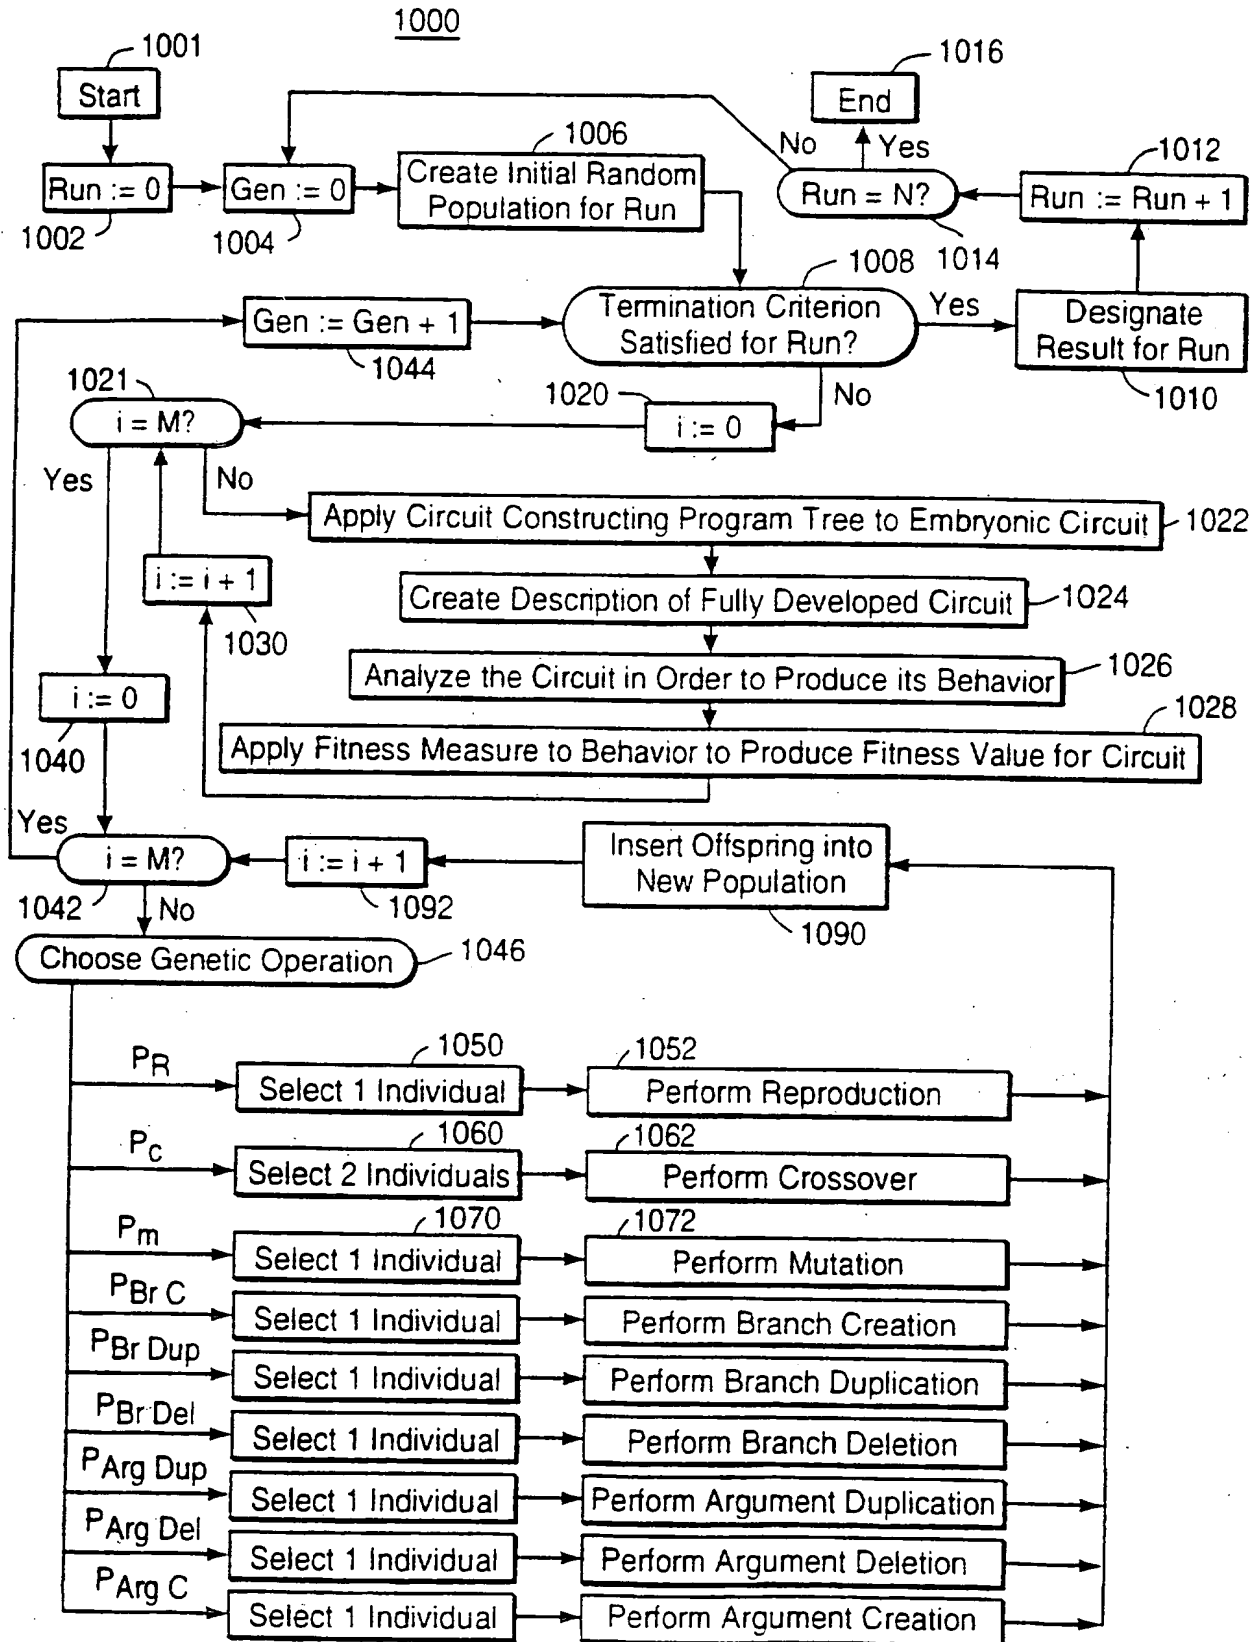 1000
1001
Start
1016
End
No
Yes
1006
1012
Run := 0
Gen := 0
Create Initial Random
Population for Run
Run = N?
Run := Run + 1
1002
1004
1014
1008
Gen := Gen + 1
1044
Termination Criterion
Satisfied for Run?
Yes
Designate
Result for Run
1010
No
1021
i = M?
1020
i := 0
Yes
No
Apply Circuit Constructing Program Tree to Embryonic Circuit
1022
i := i + 1
1030
Create Description of Fully Developed Circuit
1024
Analyze the Circuit in Order to Produce its Behavior
1026
i := 0
1040
1028
Apply Fitness Measure to Behavior to Produce Fitness Value for Circuit
Yes
i = M?
1042
No
i := i + 1
1092
Insert Offspring into
New Population
1090
Choose Genetic Operation
1046
PR
1050
Select 1 Individual
1052
Perform Reproduction
Pc
1060
Select 2 Individuals
1062
Perform Crossover
Pm
1070
Select 1 Individual
1072
Perform Mutation
PBr C
Select 1 Individual
Perform Branch Creation
PBr Dup
Select 1 Individual
Perform Branch Duplication
PBr Del
Select 1 Individual
Perform Branch Deletion
PArg Dup
Select 1 Individual
Perform Argument Duplication
PArg Del
Select 1 Individual
Perform Argument Deletion
PArg C
Select 1 Individual
Perform Argument Creation